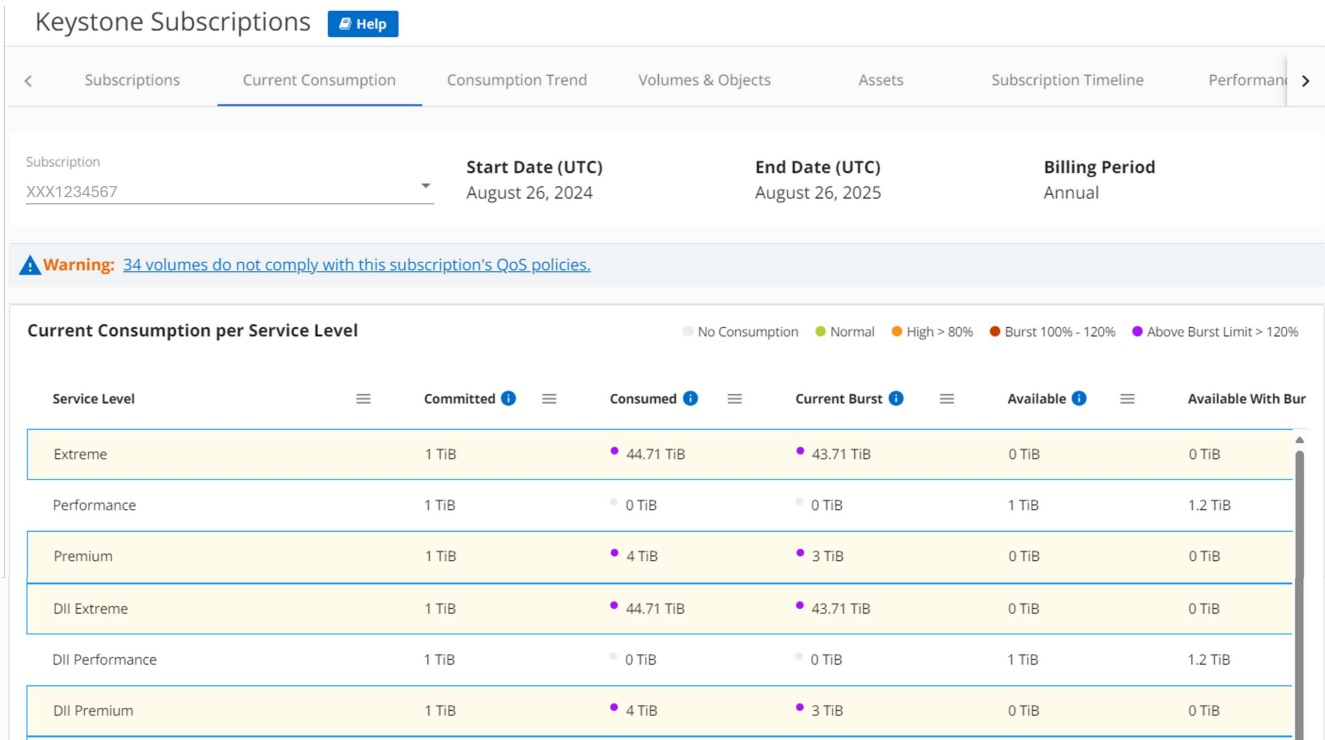 Keystone Subscriptions Help
Subscriptions Current Consumption Consumption Trend Volumes & Objects Assets Subscription Timeline Performanc
Subscription
XXX1234567
Start Date (UTC)
August 26, 2024
End Date (UTC)
August 26, 2025
Billing Period
Annual
Warning: 34 volumes do not comply with this subscription's QoS policies.
Current Consumption per Service Level
No Consumption Normal High > 80% Burst 100% - 120% Above Burst Limit > 120%
Service Level Committed Consumed Current Burst Available Available With Bur
Extreme 1 TiB 44.71 TiB 43.71 TiB 0 TiB 0 TiB
Performance 1 TiB 0 TiB 0 TiB 1 TiB 1.2 TiB
Premium 1 TiB 4 TiB 3 TiB 0 TiB 0 TiB
DII Extreme 1 TiB 44.71 TiB 43.71 TiB 0 TiB 0 TiB
DII Performance 1 TiB 0 TiB 0 TiB 1 TiB 1.2 TiB
DII Premium 1 TiB 4 TiB 3 TiB 0 TiB 0 TiB